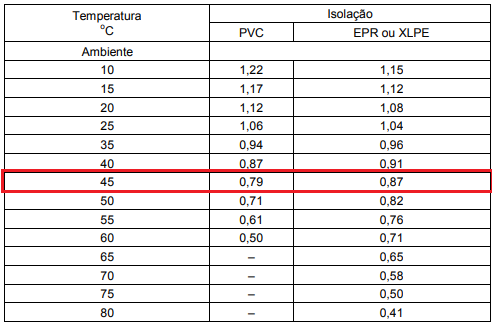 Temperatura Isolação
°C PVC EPR ou XLPE
Ambiente
10 1,22 1,15
15 1,17 1,12
20 1,12 1,08
25 1,06 1,04
35 0,94 0,96
40 0,87 0,91
45 0,79 0,87
50 0,71 0,82
55 0,61 0,76
60 0,50 0,71
65 – 0,65
70 – 0,58
75 – 0,50
80 – 0,41